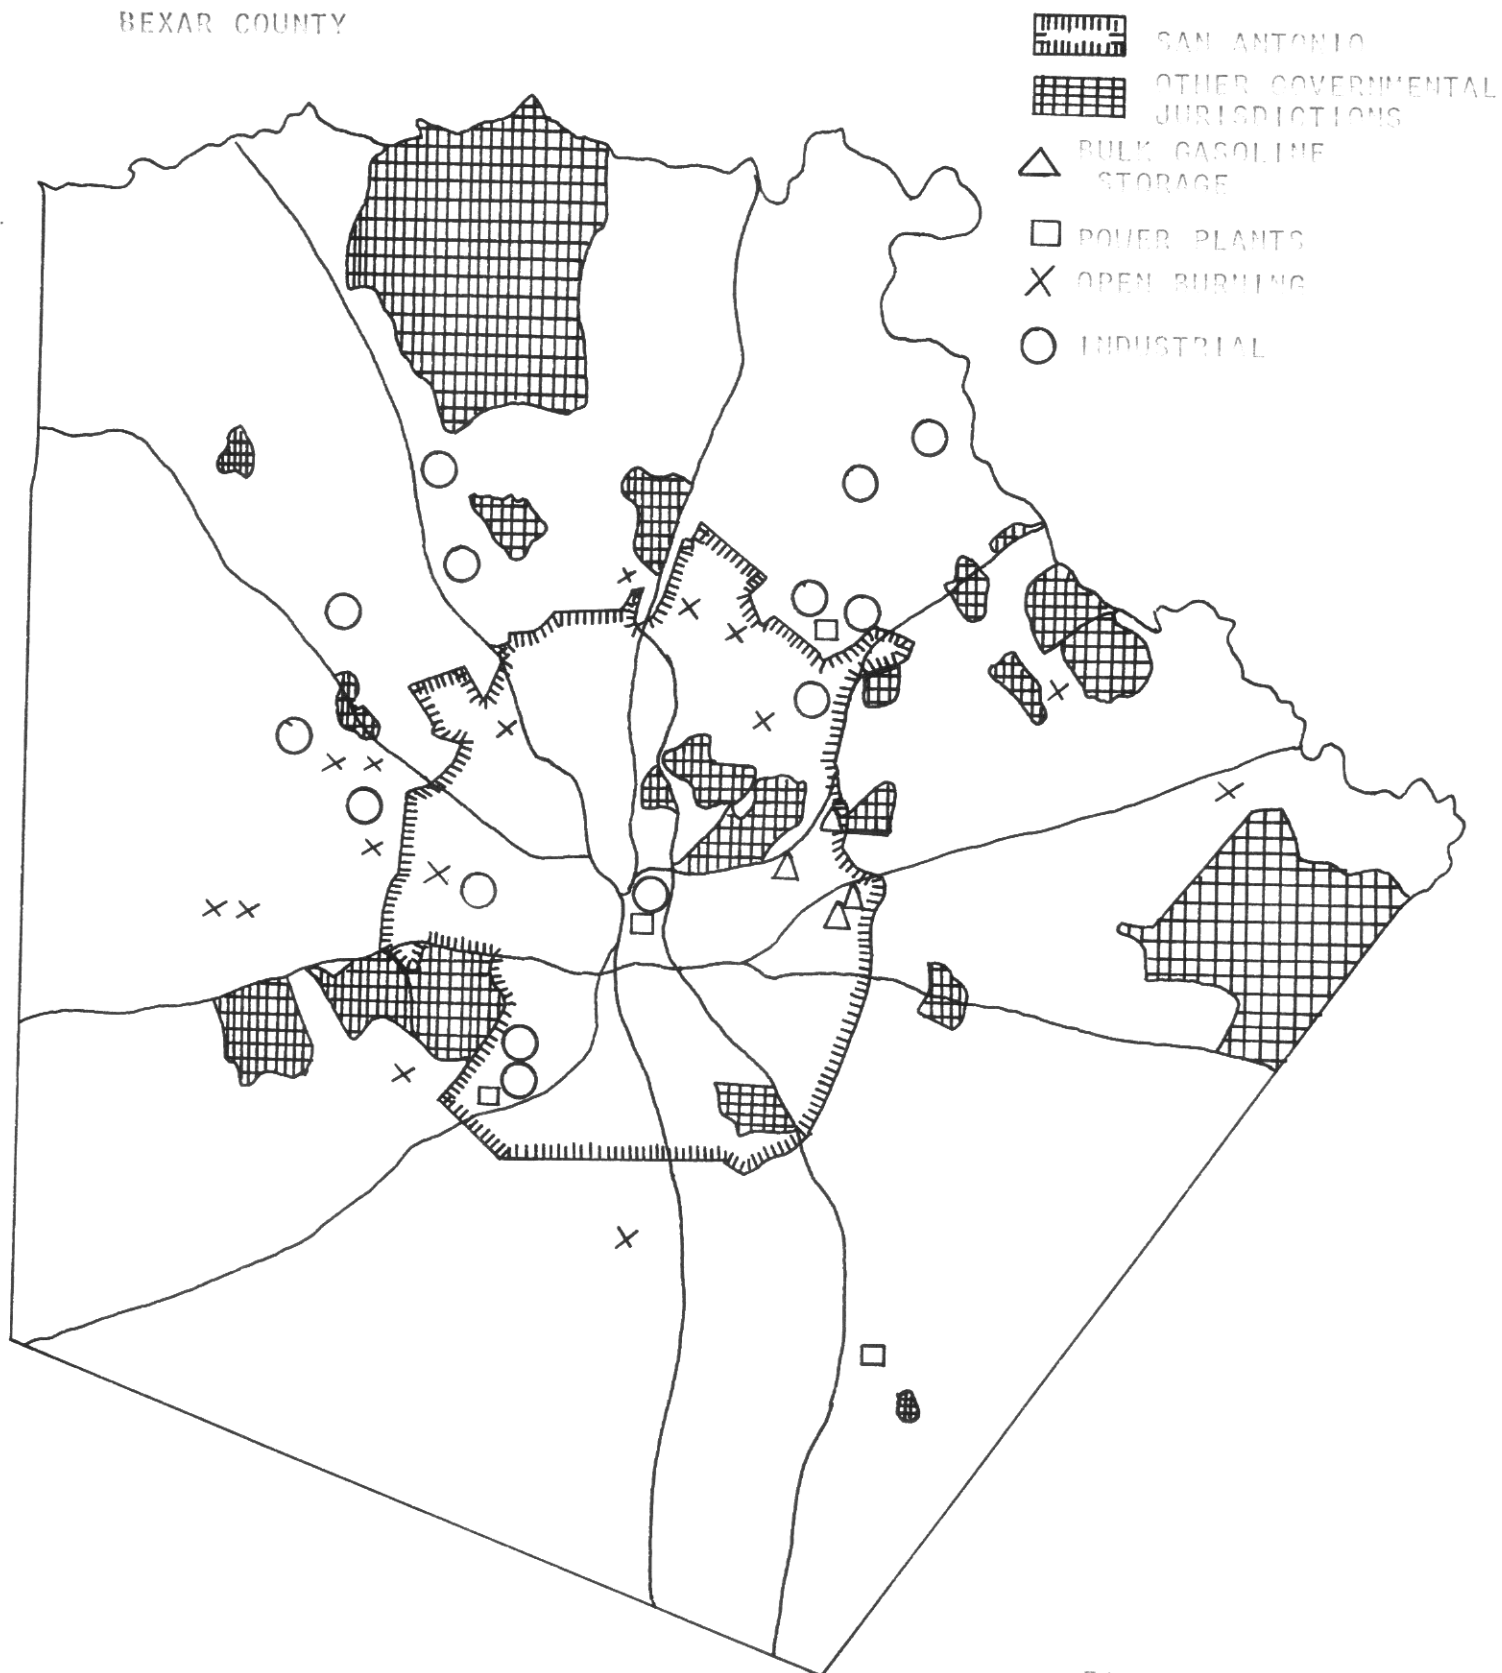 BEXAR COUNTY
SAN ANTONIO
OTHER GOVERNMENTAL
JURISDICTIONS
BULK GASOLINE
STORAGE
POWER PLANTS
OPEN BURNING
INDUSTRIAL